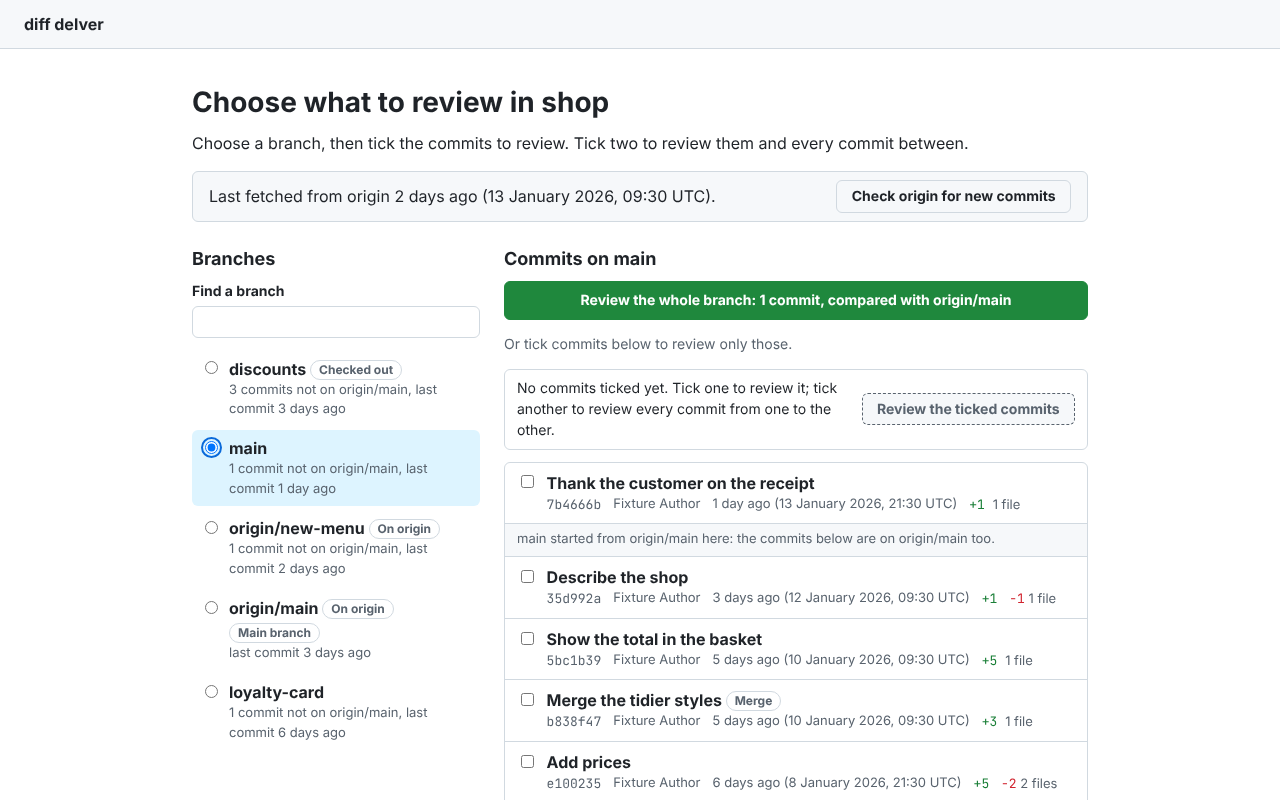 diff delver
Choose what to review in shop
Choose a branch, then tick the commits to review. Tick two to review them and every commit between.
Last fetched from origin 2 days ago (13 January 2026, 09:30 UTC).
Check origin for new commits
Branches
Find a branch
discounts Checked out
3 commits not on origin/main, last
commit 3 days ago
main
1 commit not on origin/main, last
commit 1 day ago
origin/new-menu On origin
1 commit not on origin/main, last
commit 2 days ago
origin/main On origin
Main branch
last commit 3 days ago
loyalty-card
1 commit not on origin/main, last
commit 6 days ago
Commits on main
Review the whole branch: 1 commit, compared with origin/main
Or tick commits below to review only those.
No commits ticked yet. Tick one to review it; tick
another to review every commit from one to the
other.
Review the ticked commits
Thank the customer on the receipt
7b4666b Fixture Author 1 day ago (13 January 2026, 21:30 UTC) +1 1 file
main started from origin/main here: the commits below are on origin/main too.
Describe the shop
35d992a Fixture Author 3 days ago (12 January 2026, 09:30 UTC) +1 -1 1 file
Show the total in the basket
5bc1b39 Fixture Author 5 days ago (10 January 2026, 09:30 UTC) +5 1 file
Merge the tidier styles Merge
b838f47 Fixture Author 5 days ago (10 January 2026, 09:30 UTC) +3 1 file
Add prices
e100235 Fixture Author 6 days ago (8 January 2026, 21:30 UTC) +5 -2 2 files